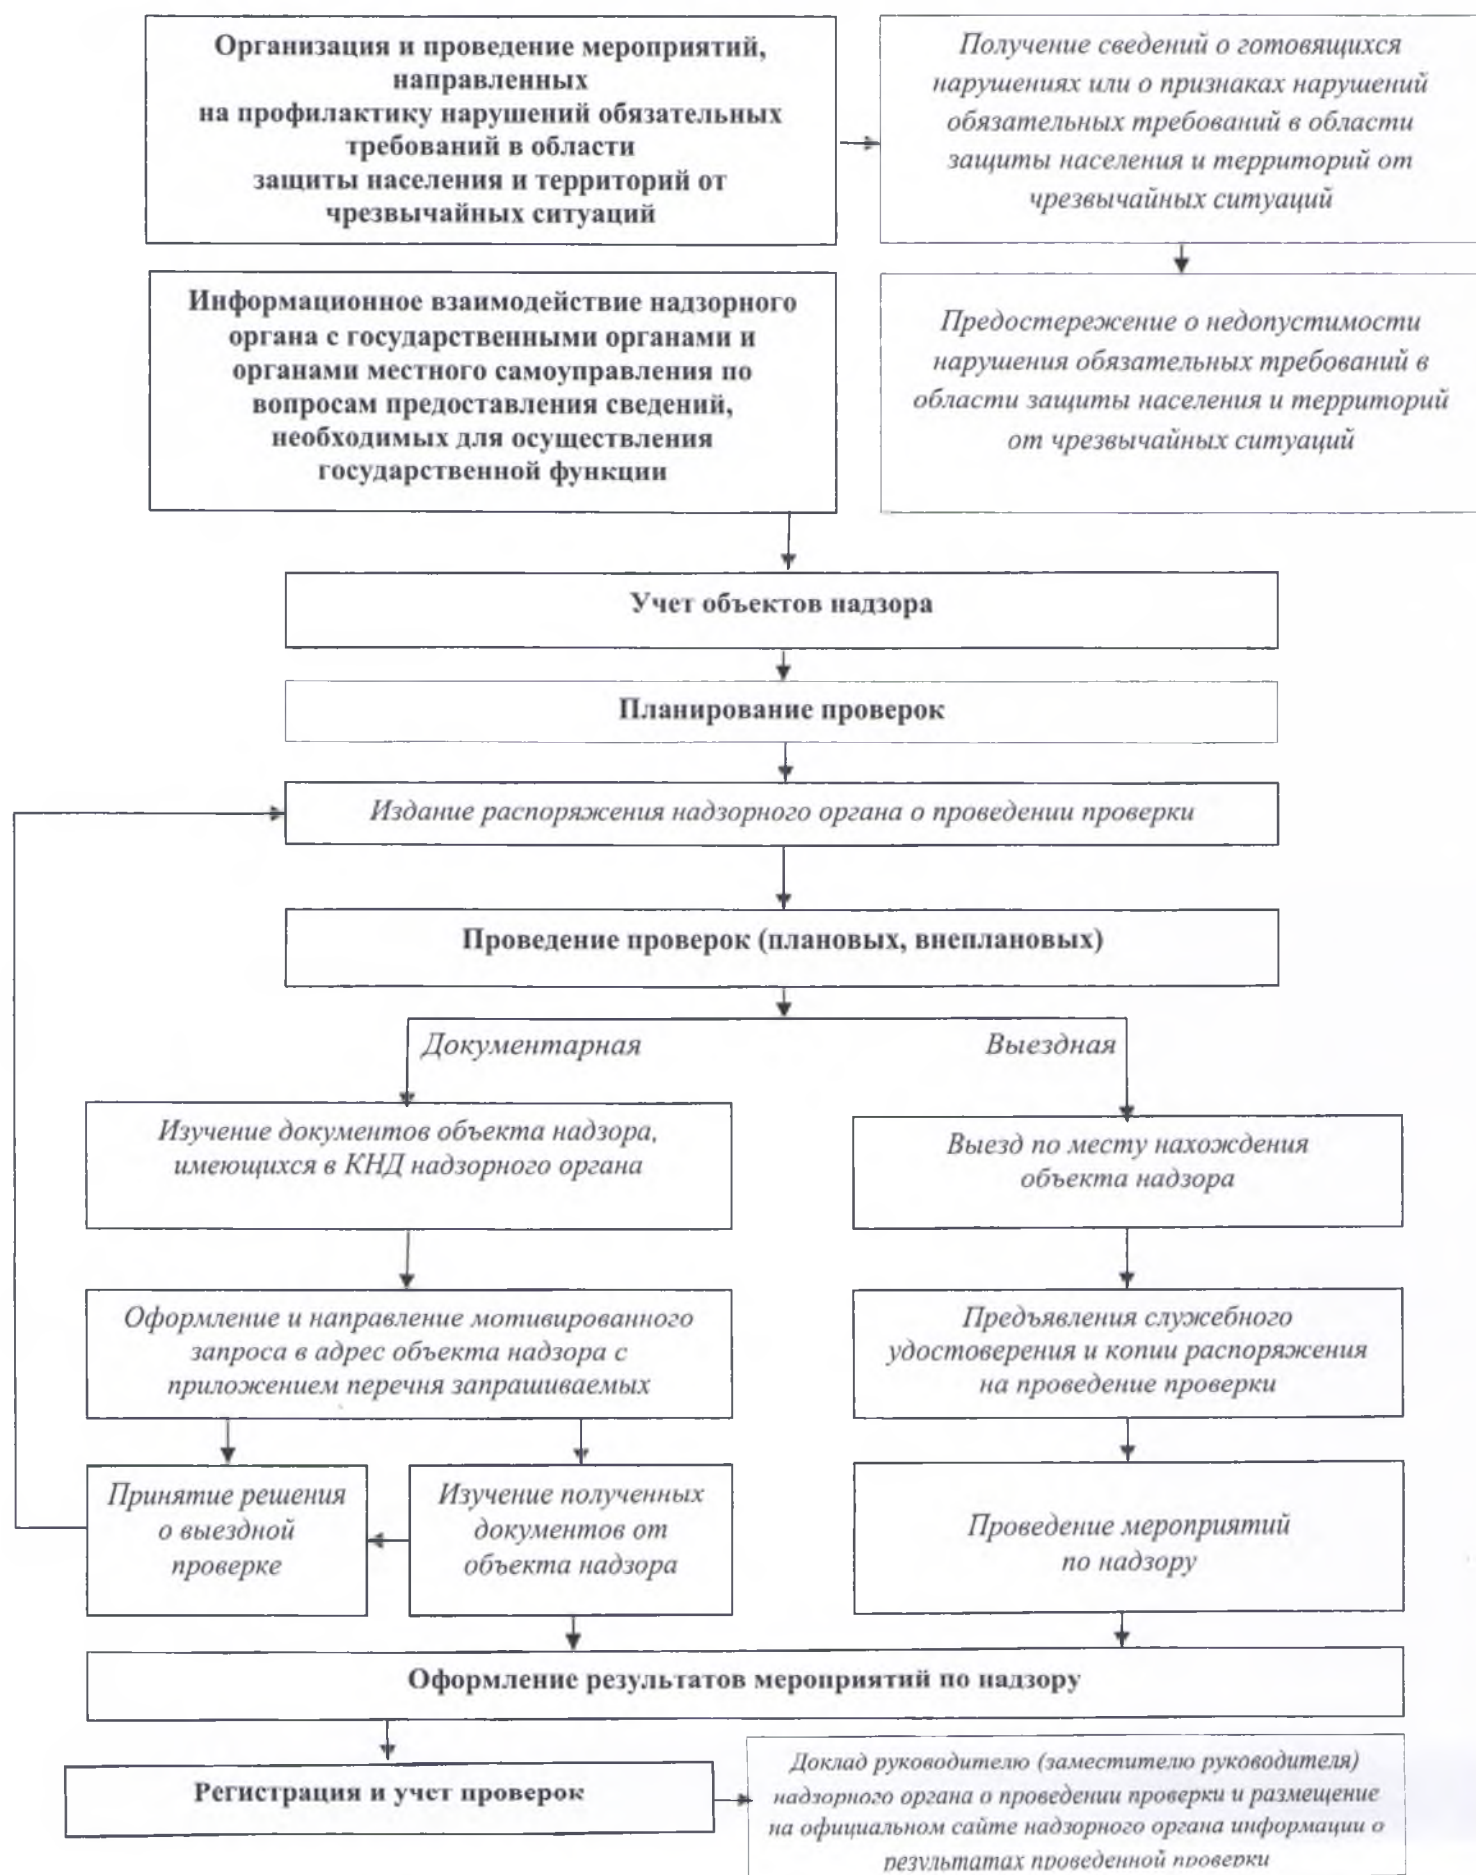 Организация и проведение мероприятий,
направленных
на профилактику нарушений обязательных
требований в области
защиты населения и территорий от
чрезвычайных ситуаций
Получение сведений о готовящихся
нарушениях или о признаках нарушений
обязательных требований в области
защиты населения и территорий от
чрезвычайных ситуаций
Информационное взаимодействие надзорного
органа с государственными органами и
органами местного самоуправления по
вопросам предоставления сведений,
необходимых для осуществления
государственной функции
Предостережение о недопустимости
нарушения обязательных требований в
области защиты населения и территорий
от чрезвычайных ситуаций
Учет объектов надзора
Планирование проверок
Издание распоряжения надзорного органа о проведении проверки
Проведение проверок (плановых, внеплановых)
Документарная
Выездная
Изучение документов объекта надзора,
имеющихся в КНД надзорного органа
Выезд по месту нахождения
объекта надзора
Оформление и направление мотивированного
запроса в адрес объекта надзора с
приложением перечня запрашиваемых
Предъявления служебного
удостоверения и копии распоряжения
на проведение проверки
Принятие решения
о выездной
проверке
Изучение полученных
документов от
объекта надзора
Проведение мероприятий
по надзору
Оформление результатов мероприятий по надзору
Регистрация и учет проверок
Доклад руководителю (заместителю руководителя)
надзорного органа о проведении проверки и размещение
на официальном сайте надзорного органа информации о
результатах проведенной проверки